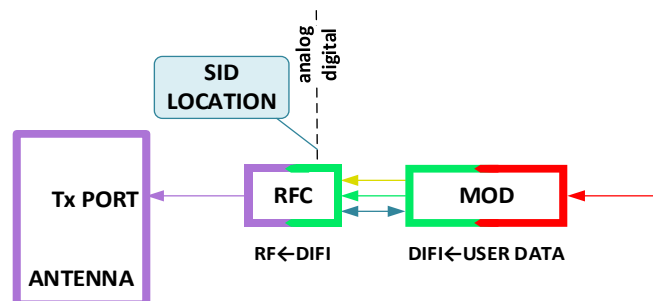 analog
digital
SID
LOCATION
Tx PORT
RFC
MOD
RF←DIFI
DIFI←USER DATA
ANTENNA